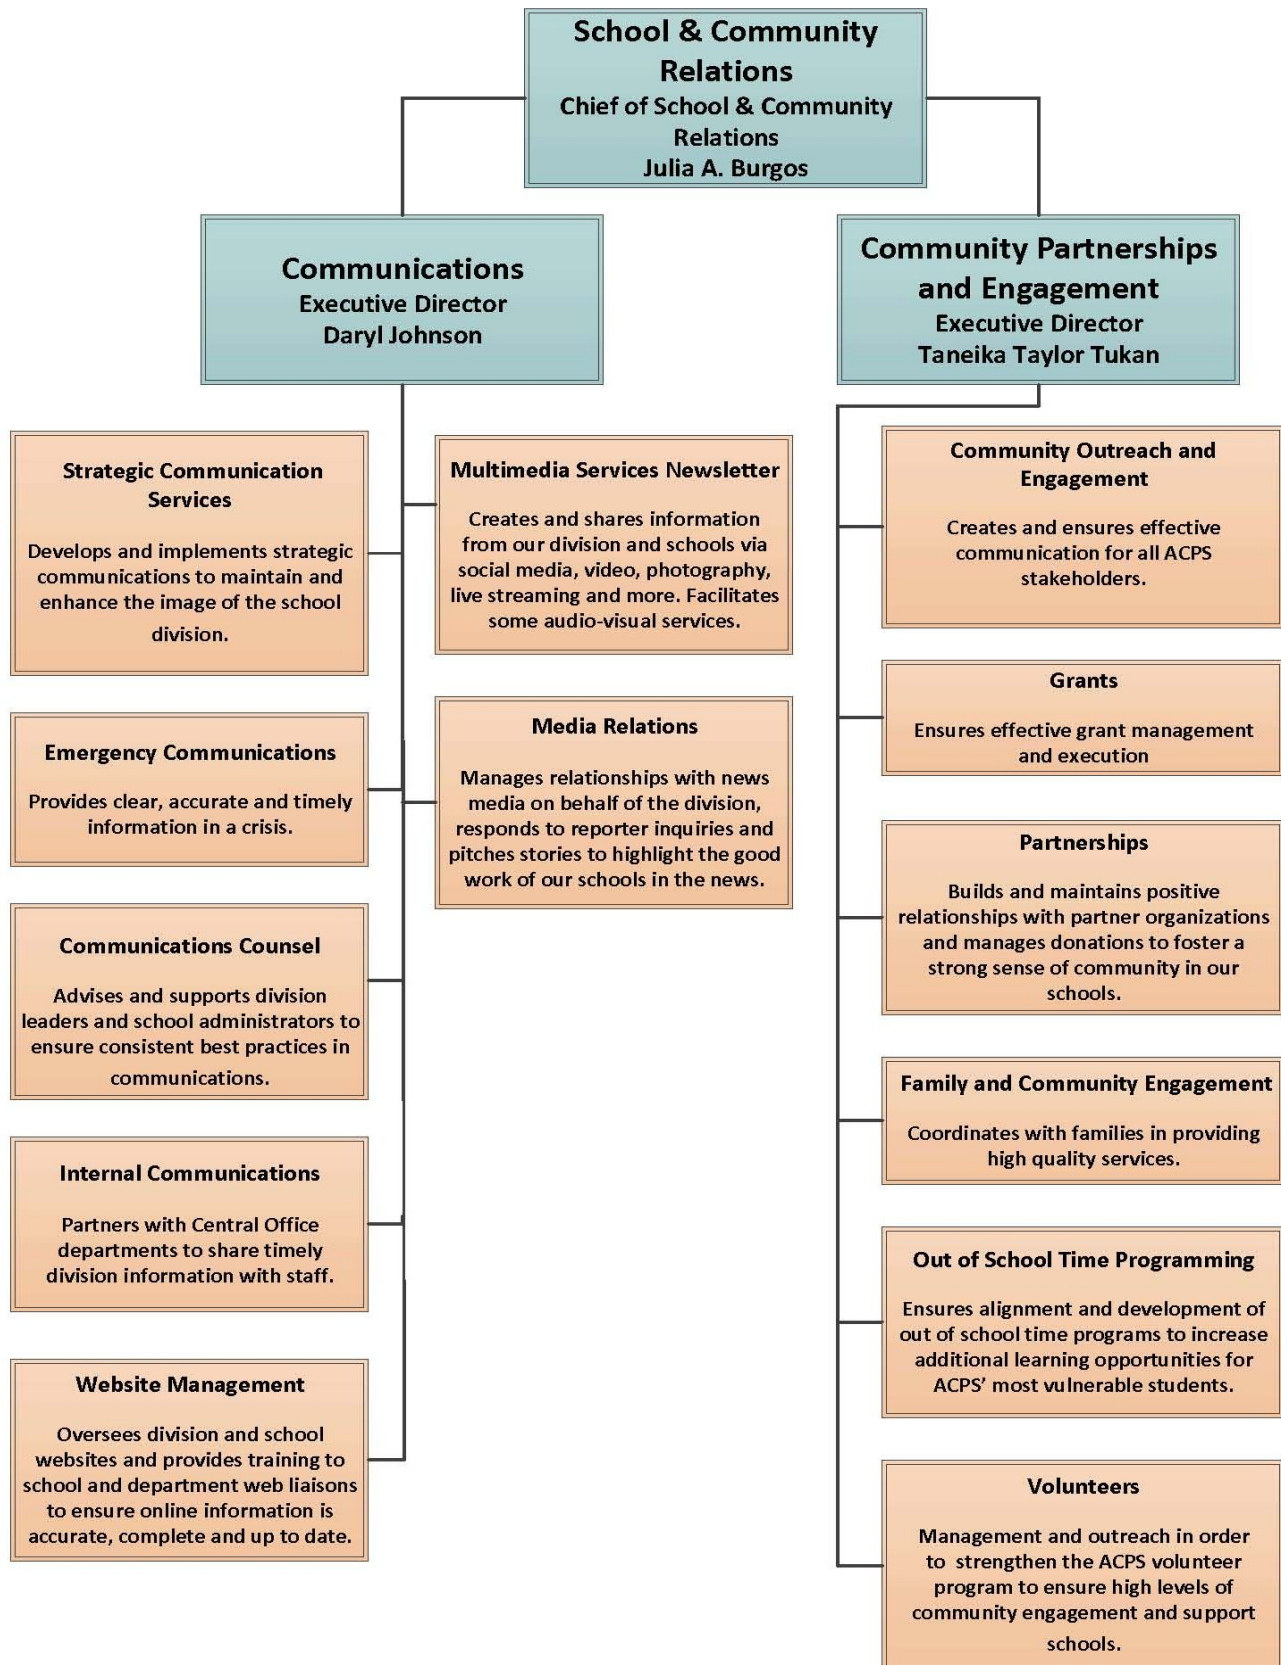 School & Community
Relations
Chief of School & Community
Relations
Julia A. Burgos
Communications
Executive Director
Daryl Johnson
Community Partnerships
and Engagement
Executive Director
Taneika Taylor Tukan
Strategic Communication
Services
Develops and implements strategic
communications to maintain and
enhance the image of the school
division.
Emergency Communications
Provides clear, accurate and timely
information in a crisis.
Communications Counsel
Advises and supports division
leaders and school administrators to
ensure consistent best practices in
communications.
Internal Communications
Partners with Central Office
departments to share timely
division information with staff.
Website Management
Oversees division and school
websites and provides training to
school and department web liaisons
to ensure online information is
accurate, complete and up to date.
Multimedia Services Newsletter
Creates and shares information
from our division and schools via
social media, video, photography,
live streaming and more. Facilitates
some audio-visual services.
Media Relations
Manages relationships with news
media on behalf of the division,
responds to reporter inquiries and
pitches stories to highlight the good
work of our schools in the news.
Community Outreach and
Engagement
Creates and ensures effective
communication for all ACPS
stakeholders.
Grants
Ensures effective grant management
and execution
Partnerships
Builds and maintains positive
relationships with partner organizations
and manages donations to foster a
strong sense of community in our
schools.
Family and Community Engagement
Coordinates with families in providing
high quality services.
Out of School Time Programming
Ensures alignment and development of
out of school time programs to increase
additional learning opportunities for
ACPS’ most vulnerable students.
Volunteers
Management and outreach in order
to strengthen the ACPS volunteer
program to ensure high levels of
community engagement and support
schools.